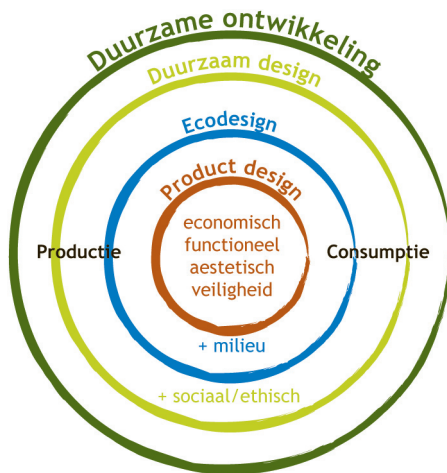 Duurzame ontwikkeling
Duurzaam design
Ecodesign
Product design
economisch
functioneel
aestetisch
veiligheid
Productie
Consumptie
+ milieu
+ sociaal/ethisch